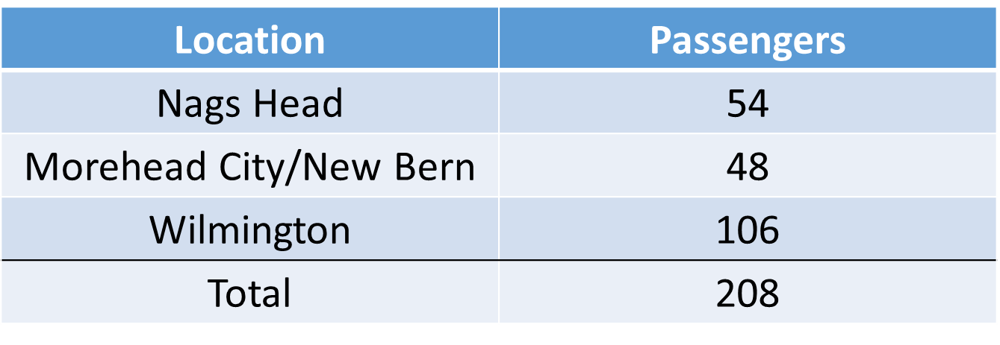 Location Passengers
Nags Head 54
Morehead City/New Bern 48
Wilmington 106
Total 208